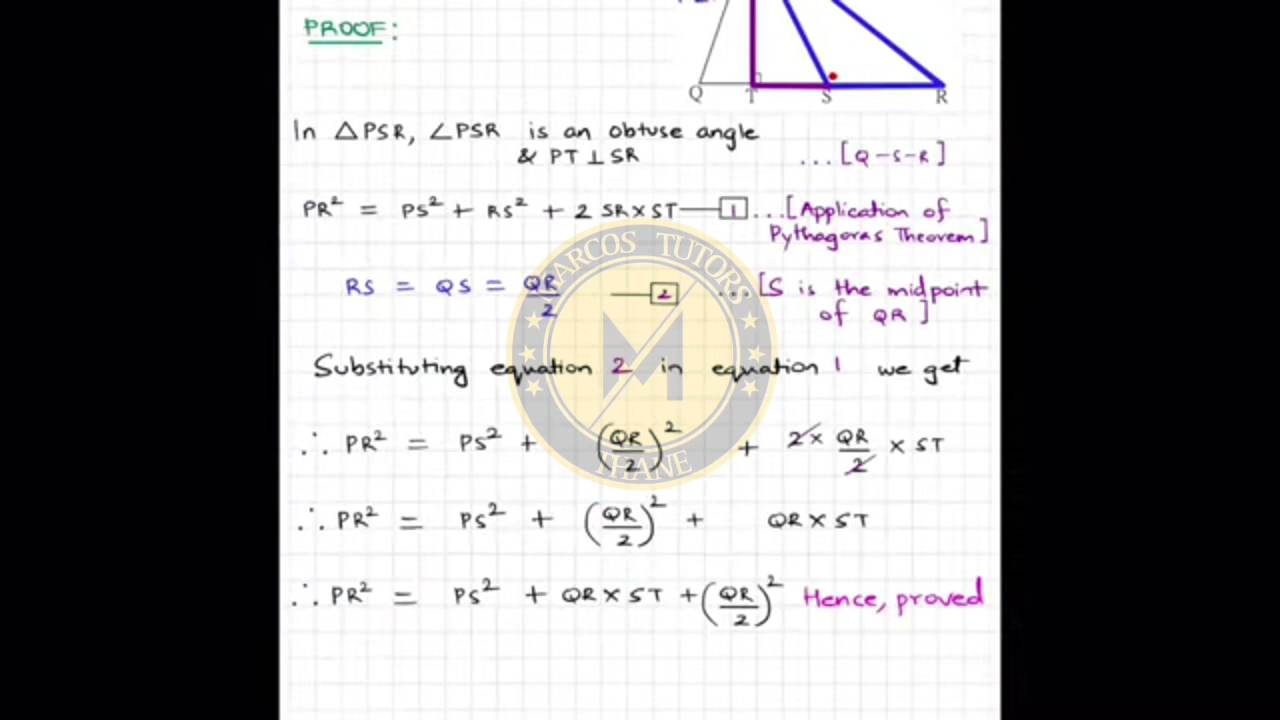 PROOF:
Q T S R
In △PSR, ∠PSR is an obtuse angle
& PT ⊥ SR ...[Q-S-R]
PR² = PS² + RS² + 2 SR × ST — 1 ...[Application of
Pythagoras Theorem]
RS = QS = QR/2 — 2 ...[S is the midpoint
of QR]
MARCOS TUTORS
THANE
Substituting equation 2 in equation 1 we get
∴ PR² = PS² + (QR/2)² + 2 × QR/2 × ST
∴ PR² = PS² + (QR/2)² + QR × ST
∴ PR² = PS² + QR × ST + (QR/2)² Hence, proved